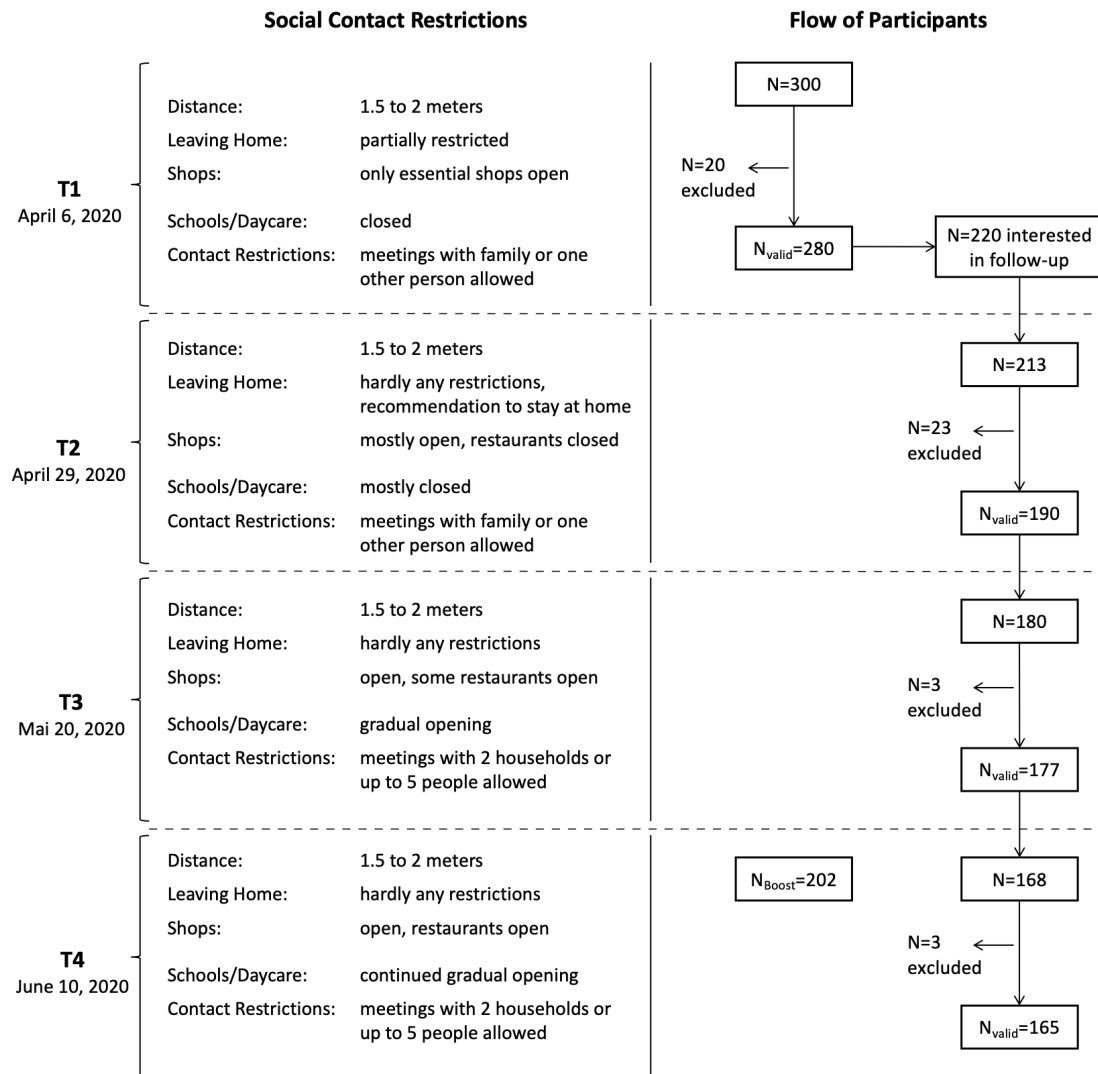 Social Contact Restrictions
Flow of Participants
T1
April 6, 2020
Distance: 1.5 to 2 meters
Leaving Home: partially restricted
Shops: only essential shops open
Schools/Daycare: closed
Contact Restrictions: meetings with family or one
other person allowed
N=300
N=20
excluded
Nvalid=280
N=220 interested
in follow-up
T2
April 29, 2020
Distance: 1.5 to 2 meters
Leaving Home: hardly any restrictions,
recommendation to stay at home
Shops: mostly open, restaurants closed
Schools/Daycare: mostly closed
Contact Restrictions: meetings with family or one
other person allowed
N=213
N=23
excluded
Nvalid=190
T3
Mai 20, 2020
Distance: 1.5 to 2 meters
Leaving Home: hardly any restrictions
Shops: open, some restaurants open
Schools/Daycare: gradual opening
Contact Restrictions: meetings with 2 households or
up to 5 people allowed
N=180
N=3
excluded
Nvalid=177
T4
June 10, 2020
Distance: 1.5 to 2 meters
Leaving Home: hardly any restrictions
Shops: open, restaurants open
Schools/Daycare: continued gradual opening
Contact Restrictions: meetings with 2 households or
up to 5 people allowed
NBoost=202
N=168
N=3
excluded
Nvalid=165